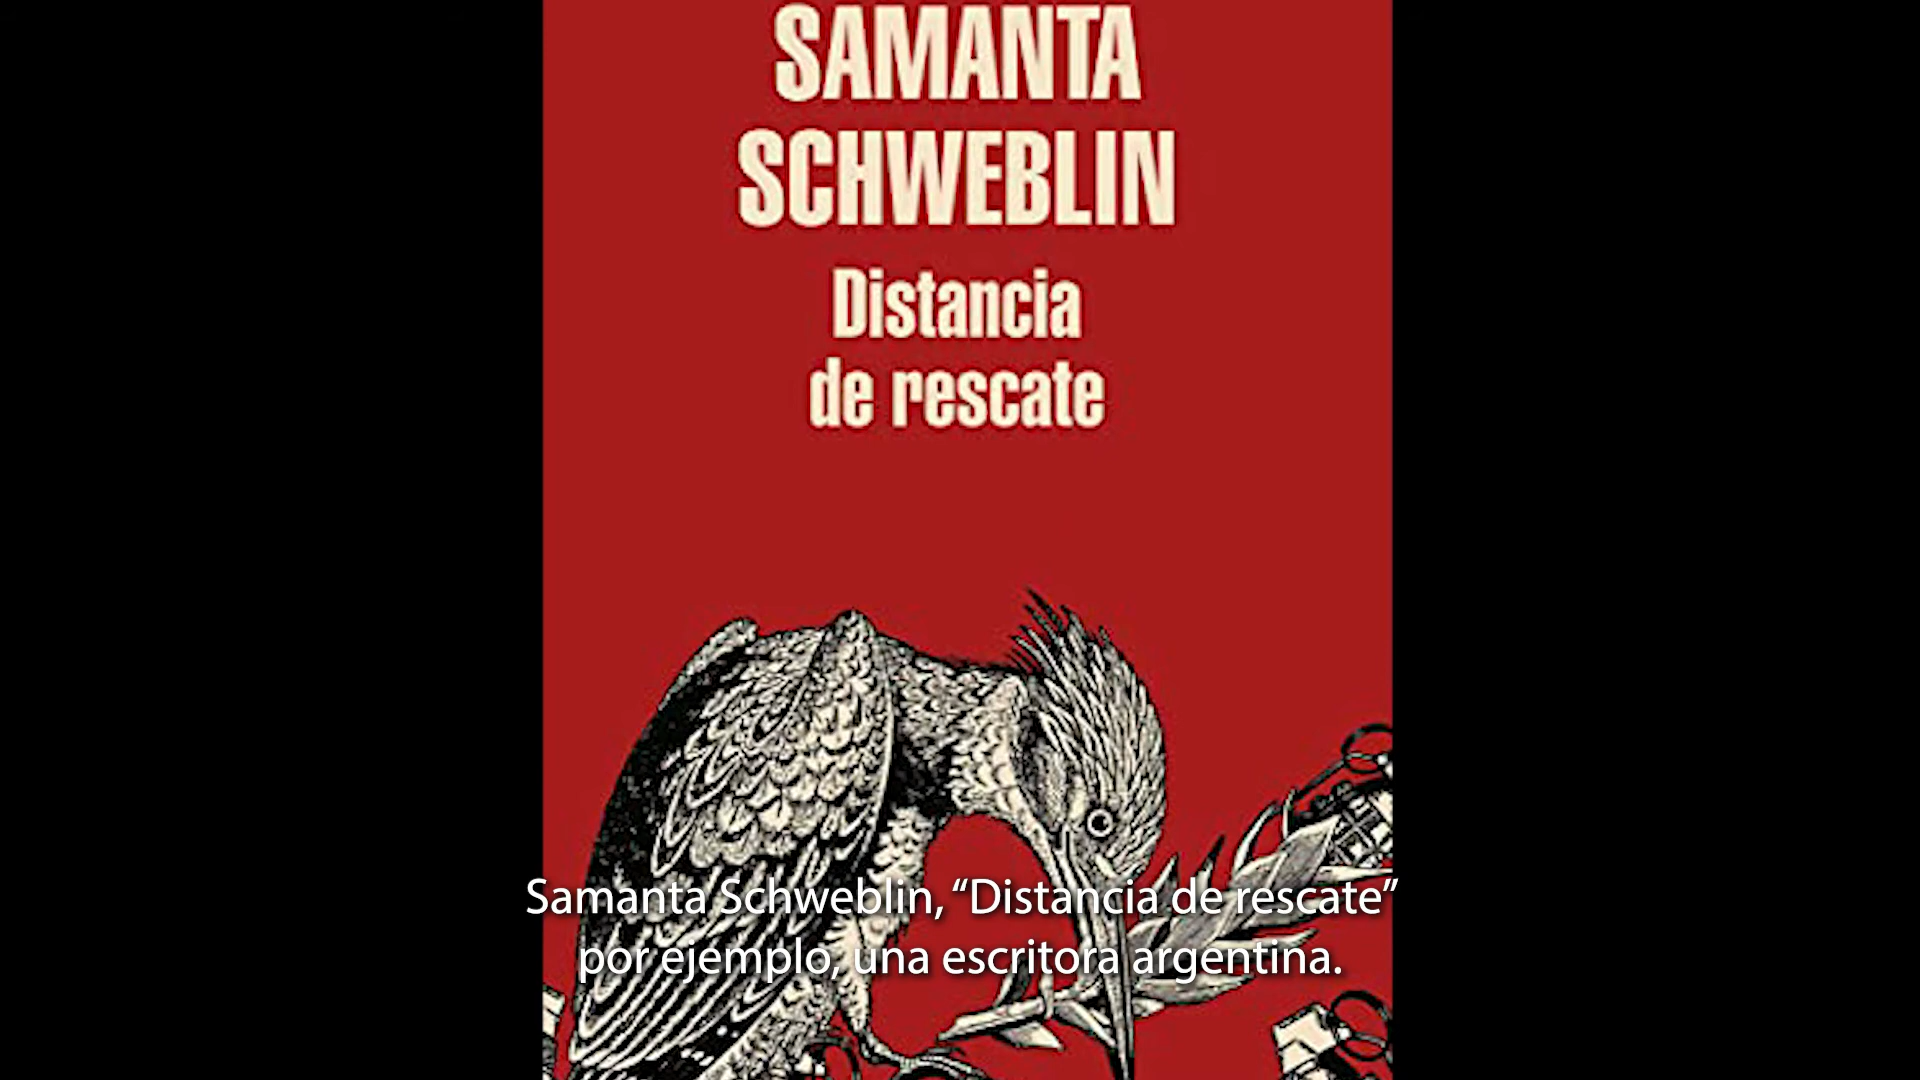 SAMANTA
SCHWEBLIN
Distancia
de rescate
Samanta Schweblin, “Distancia de rescate”
por ejemplo, una escritora argentina.